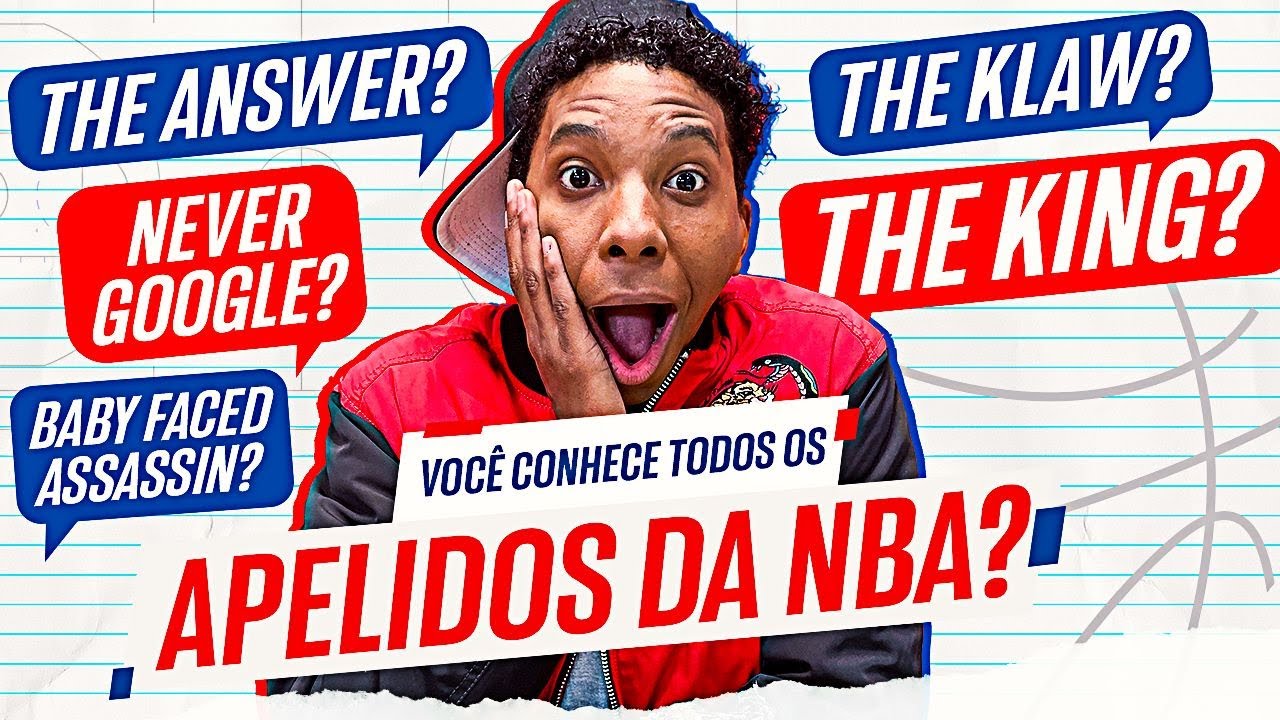 THE ANSWER?
NEVER
GOOGLE?
BABY FACED
ASSASSIN?
THE KLAW?
THE KING?
VOCÊ CONHECE TODOS OS
APELIDOS DA NBA?